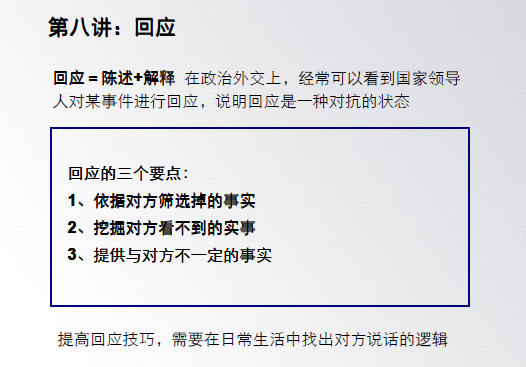 第八讲：回应
回应＝陈述+解释 在政治外交上，经常可以看到国家领导
人对某事件进行回应，说明回应是一种对抗的状态
回应的三个要点：
1、依据对方筛选掉的事实
2、挖掘对方看不到的实事
3、提供与对方不一定的事实
提高回应技巧，需要在日常生活中找出对方说话的逻辑